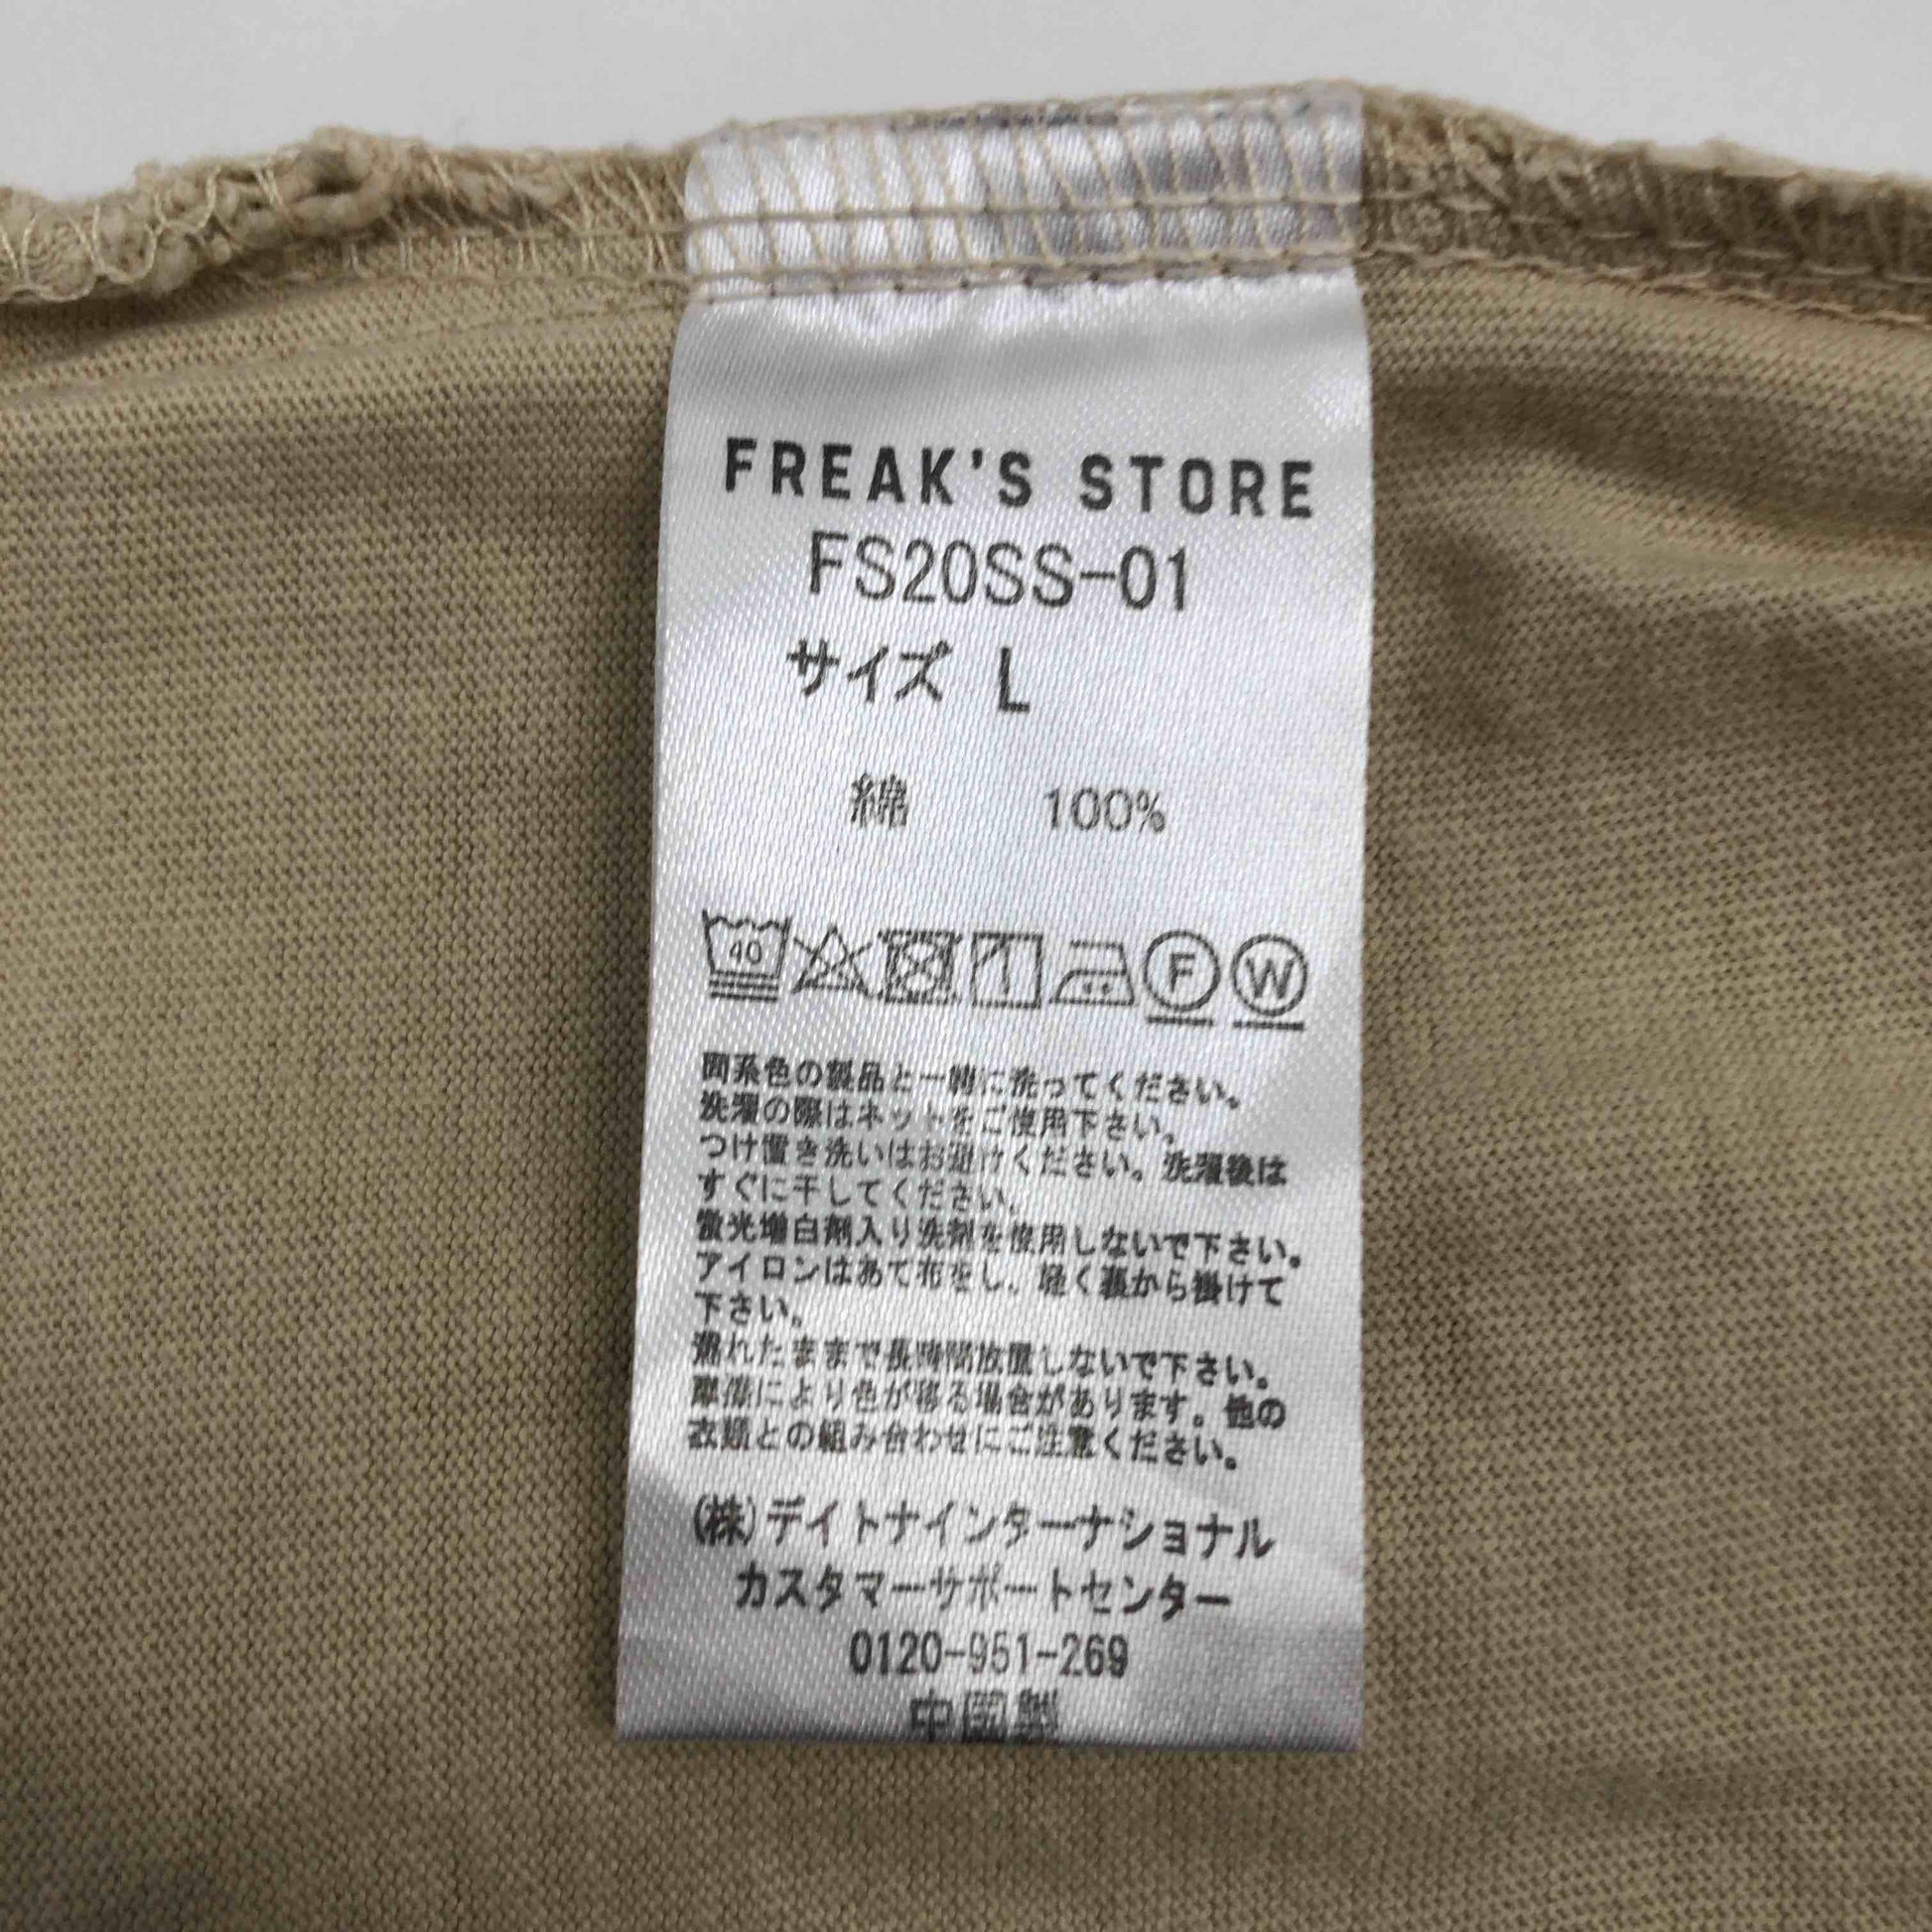 FREAK'S STORE
FS20SS-01
サイズ L
綿 100%
40
F W
同系色の製品と一緒に洗ってください。
洗濯の際はネットをご使用下さい。
つけ置き洗いはお避けください。洗濯後は
すぐに干してください。
蛍光増白剤入り洗剤を使用しないで下さい。
アイロンはあて布をし、軽く裏から掛けて
下さい。
濡れたままで長時間放置しないで下さい。
摩擦により色が移る場合があります。他の
衣類との組み合わせにご注意ください。
(株)デイトナインターナショナル
カスタマーサポートセンター
0120-951-269
中国製